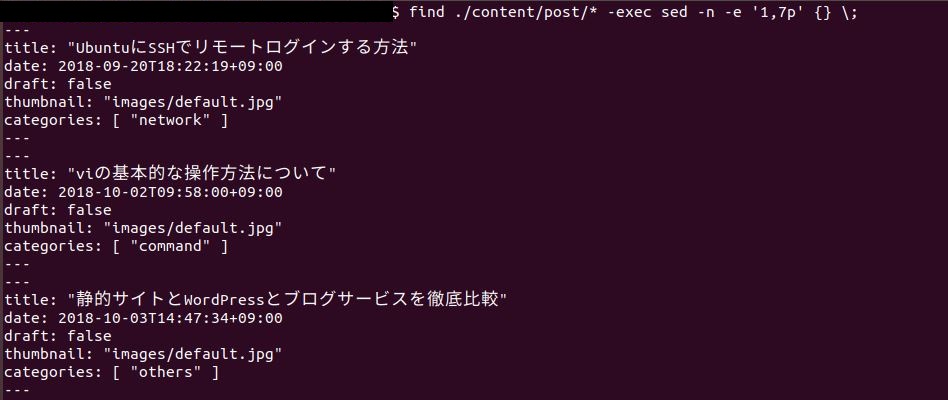 $ find ./content/post/* -exec sed -n -e '1,7p' {} \;
---
title: "UbuntuにSSHでリモートログインする方法"
date: 2018-09-20T18:22:19+09:00
draft: false
thumbnail: "images/default.jpg"
categories: [ "network" ]
---
---
title: "viの基本的な操作方法について"
date: 2018-10-02T09:58:00+09:00
draft: false
thumbnail: "images/default.jpg"
categories: [ "command" ]
---
---
title: "静的サイトとWordPressとブログサービスを徹底比較"
date: 2018-10-03T14:47:34+09:00
draft: false
thumbnail: "images/default.jpg"
categories: [ "others" ]
---